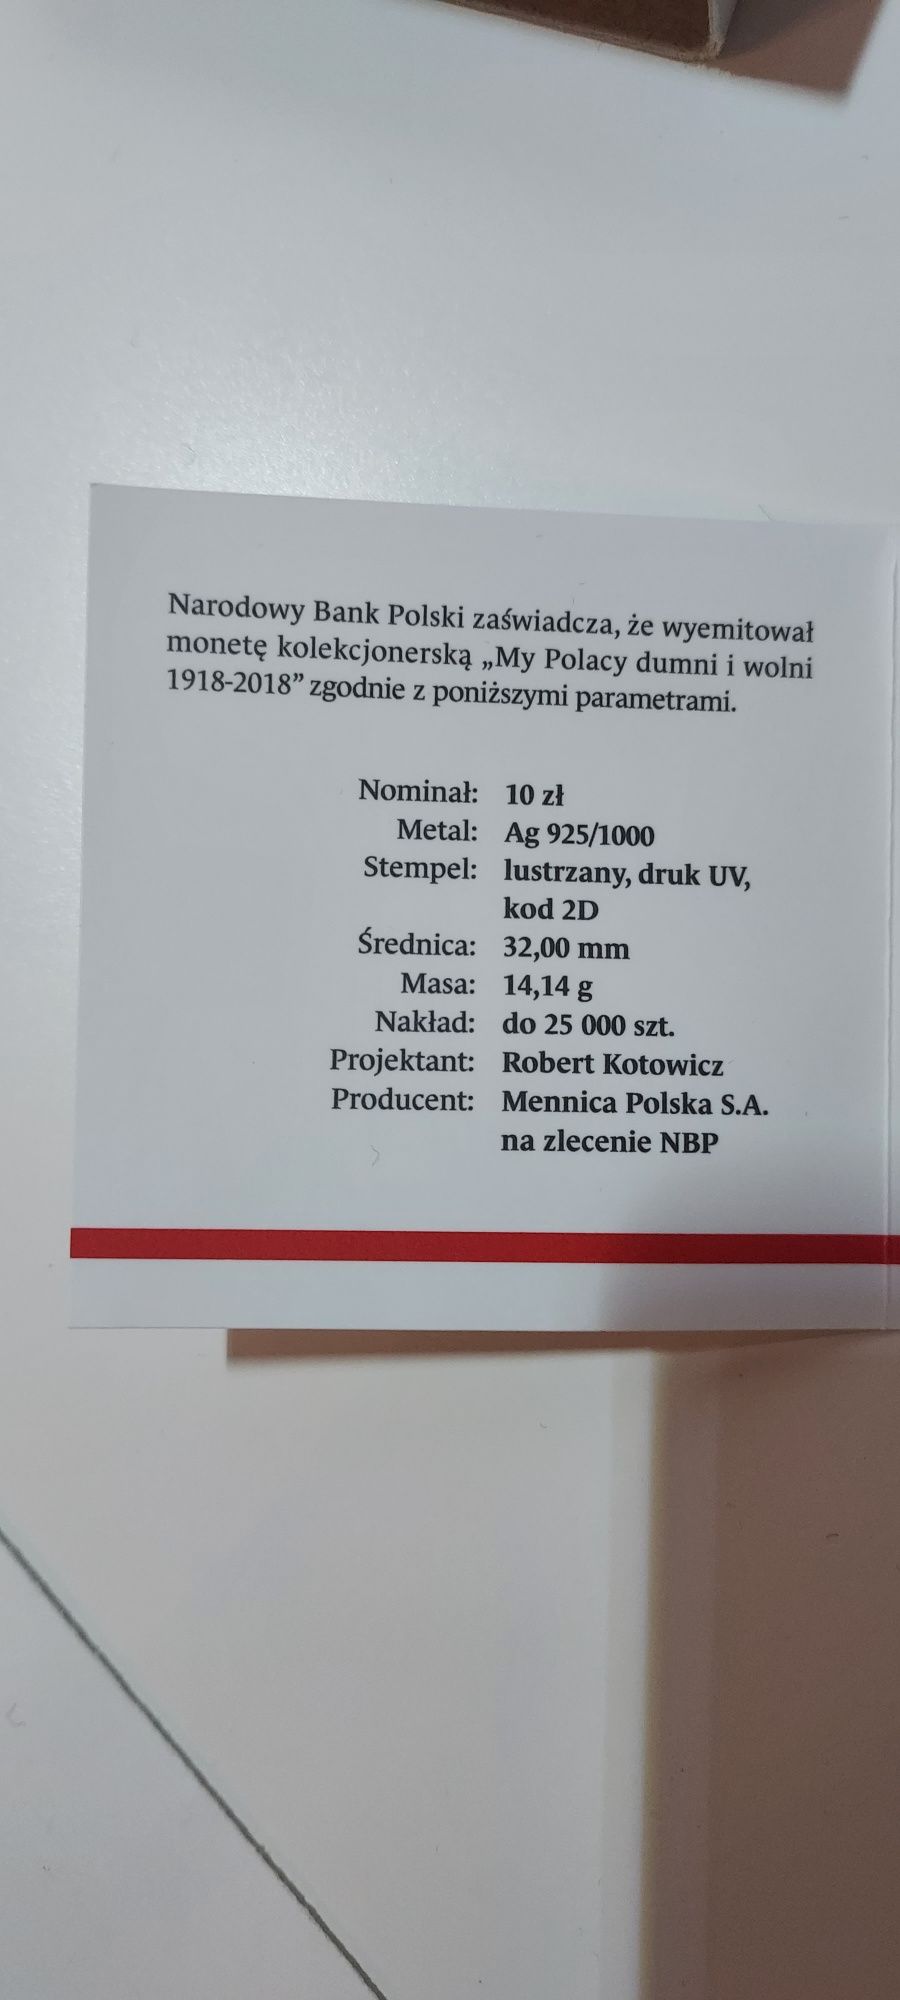 Narodowy Bank Polski zaświadcza, że wyemitował
monetę kolekcjonerską „My Polacy dumni i wolni
1918-2018” zgodnie z poniższymi parametrami.
Nominał: 10 zł
Metal: Ag 925/1000
Stempel: lustrzany, druk UV,
kod 2D
Średnica: 32,00 mm
Masa: 14,14 g
Nakład: do 25 000 szt.
Projektant: Robert Kotowicz
Producent: Mennica Polska S.A.
na zlecenie NBP